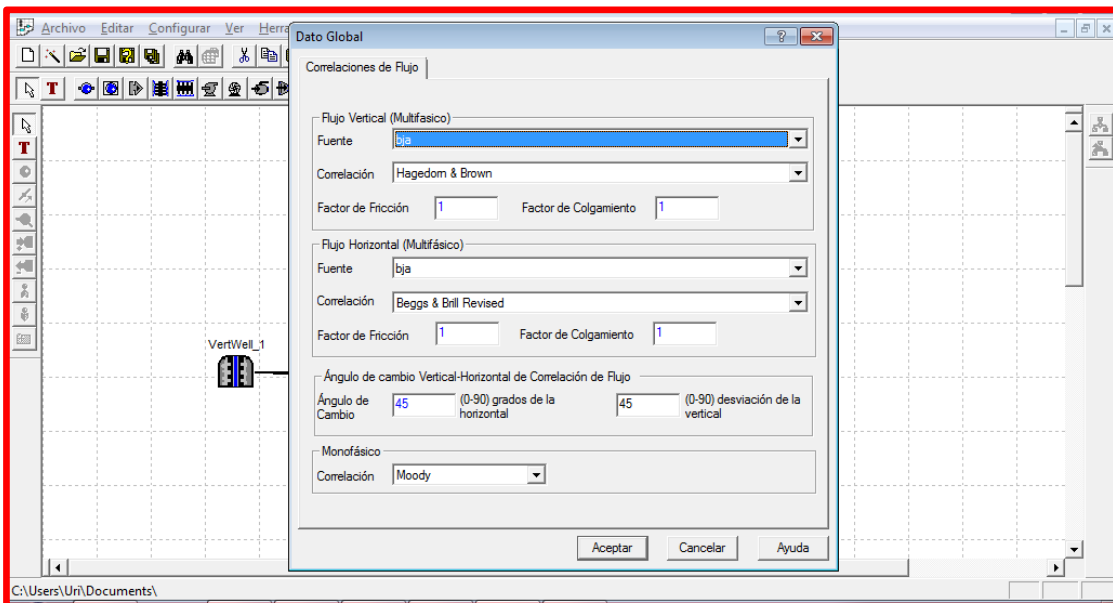 Archivo Editar Configurar Ver Herra
Dato Global
Correlaciones de Flujo
T
T
Flujo Vertical (Multifasico)
Fuente bja
Correlación Hagedorn & Brown
Factor de Fricción 1 Factor de Colgamiento 1
Flujo Horizontal (Multifásico)
Fuente bja
Correlación Beggs & Brill Revised
Factor de Fricción 1 Factor de Colgamiento 1
VertWell_1
Ángulo de cambio Vertical-Horizontal de Correlación de Flujo
Ángulo de Cambio 45 (0-90) grados de la horizontal 45 (0-90) desviación de la vertical
Monofásico
Correlación Moody
Aceptar Cancelar Ayuda
C:\Users\Uri\Documents\